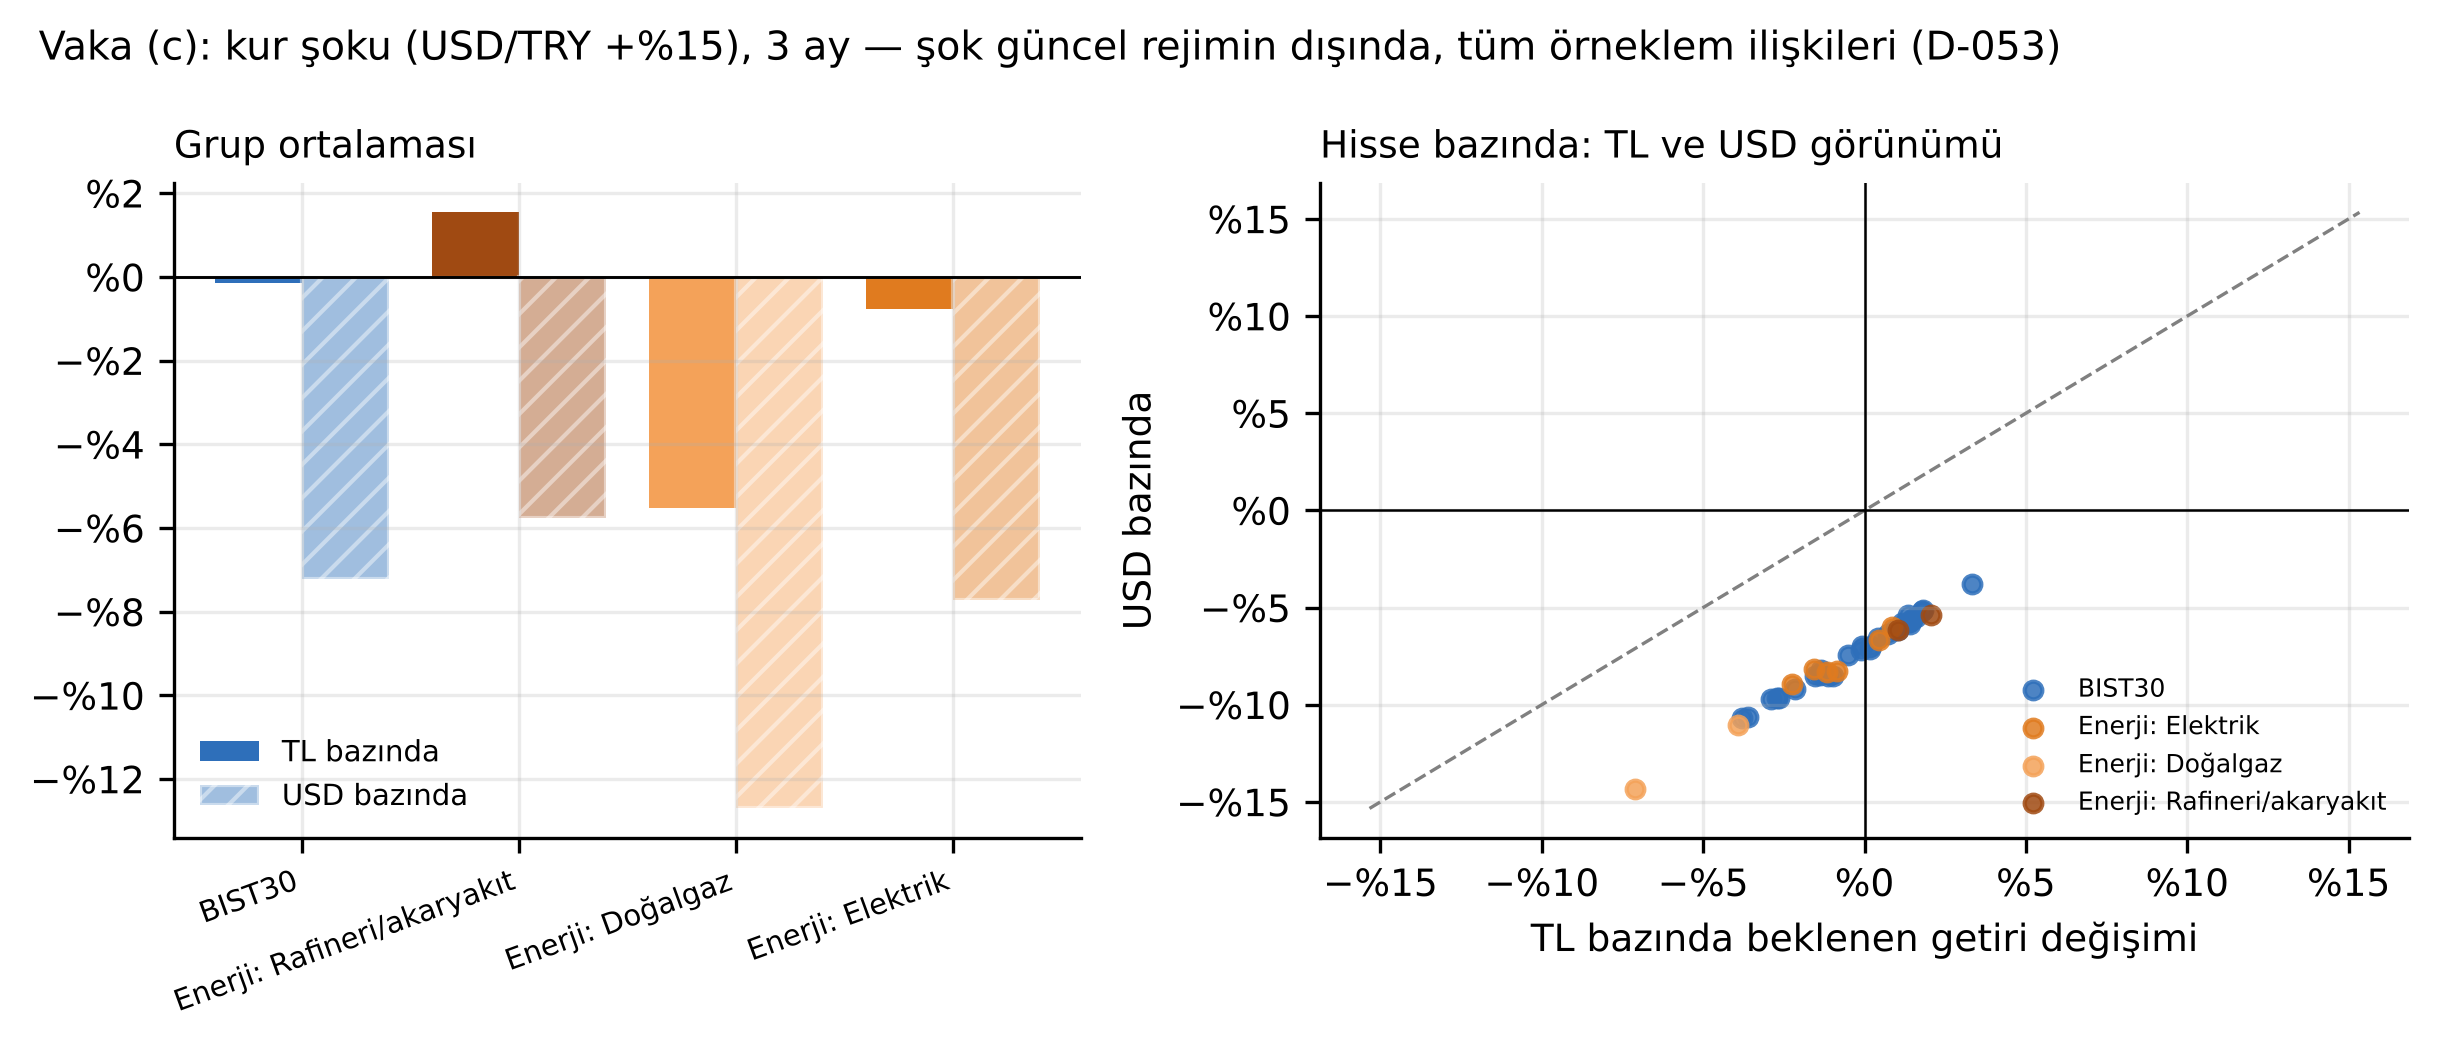 Vaka (c): kur şoku (USD/TRY +%15), 3 ay — şok güncel rejimin dışında, tüm örneklem ilişkileri (D-053)
Grup ortalaması
%2
%0
−%2
−%4
−%6
−%8
−%10
−%12
TL bazında
USD bazında
BIST30
Enerji: Rafineri/akaryakıt
Enerji: Doğalgaz
Enerji: Elektrik
Hisse bazında: TL ve USD görünümü
USD bazında
%15
%10
%5
%0
−%5
−%10
−%15
BIST30
Enerji: Elektrik
Enerji: Doğalgaz
Enerji: Rafineri/akaryakıt
−%15 −%10 −%5 %0 %5 %10 %15
TL bazında beklenen getiri değişimi